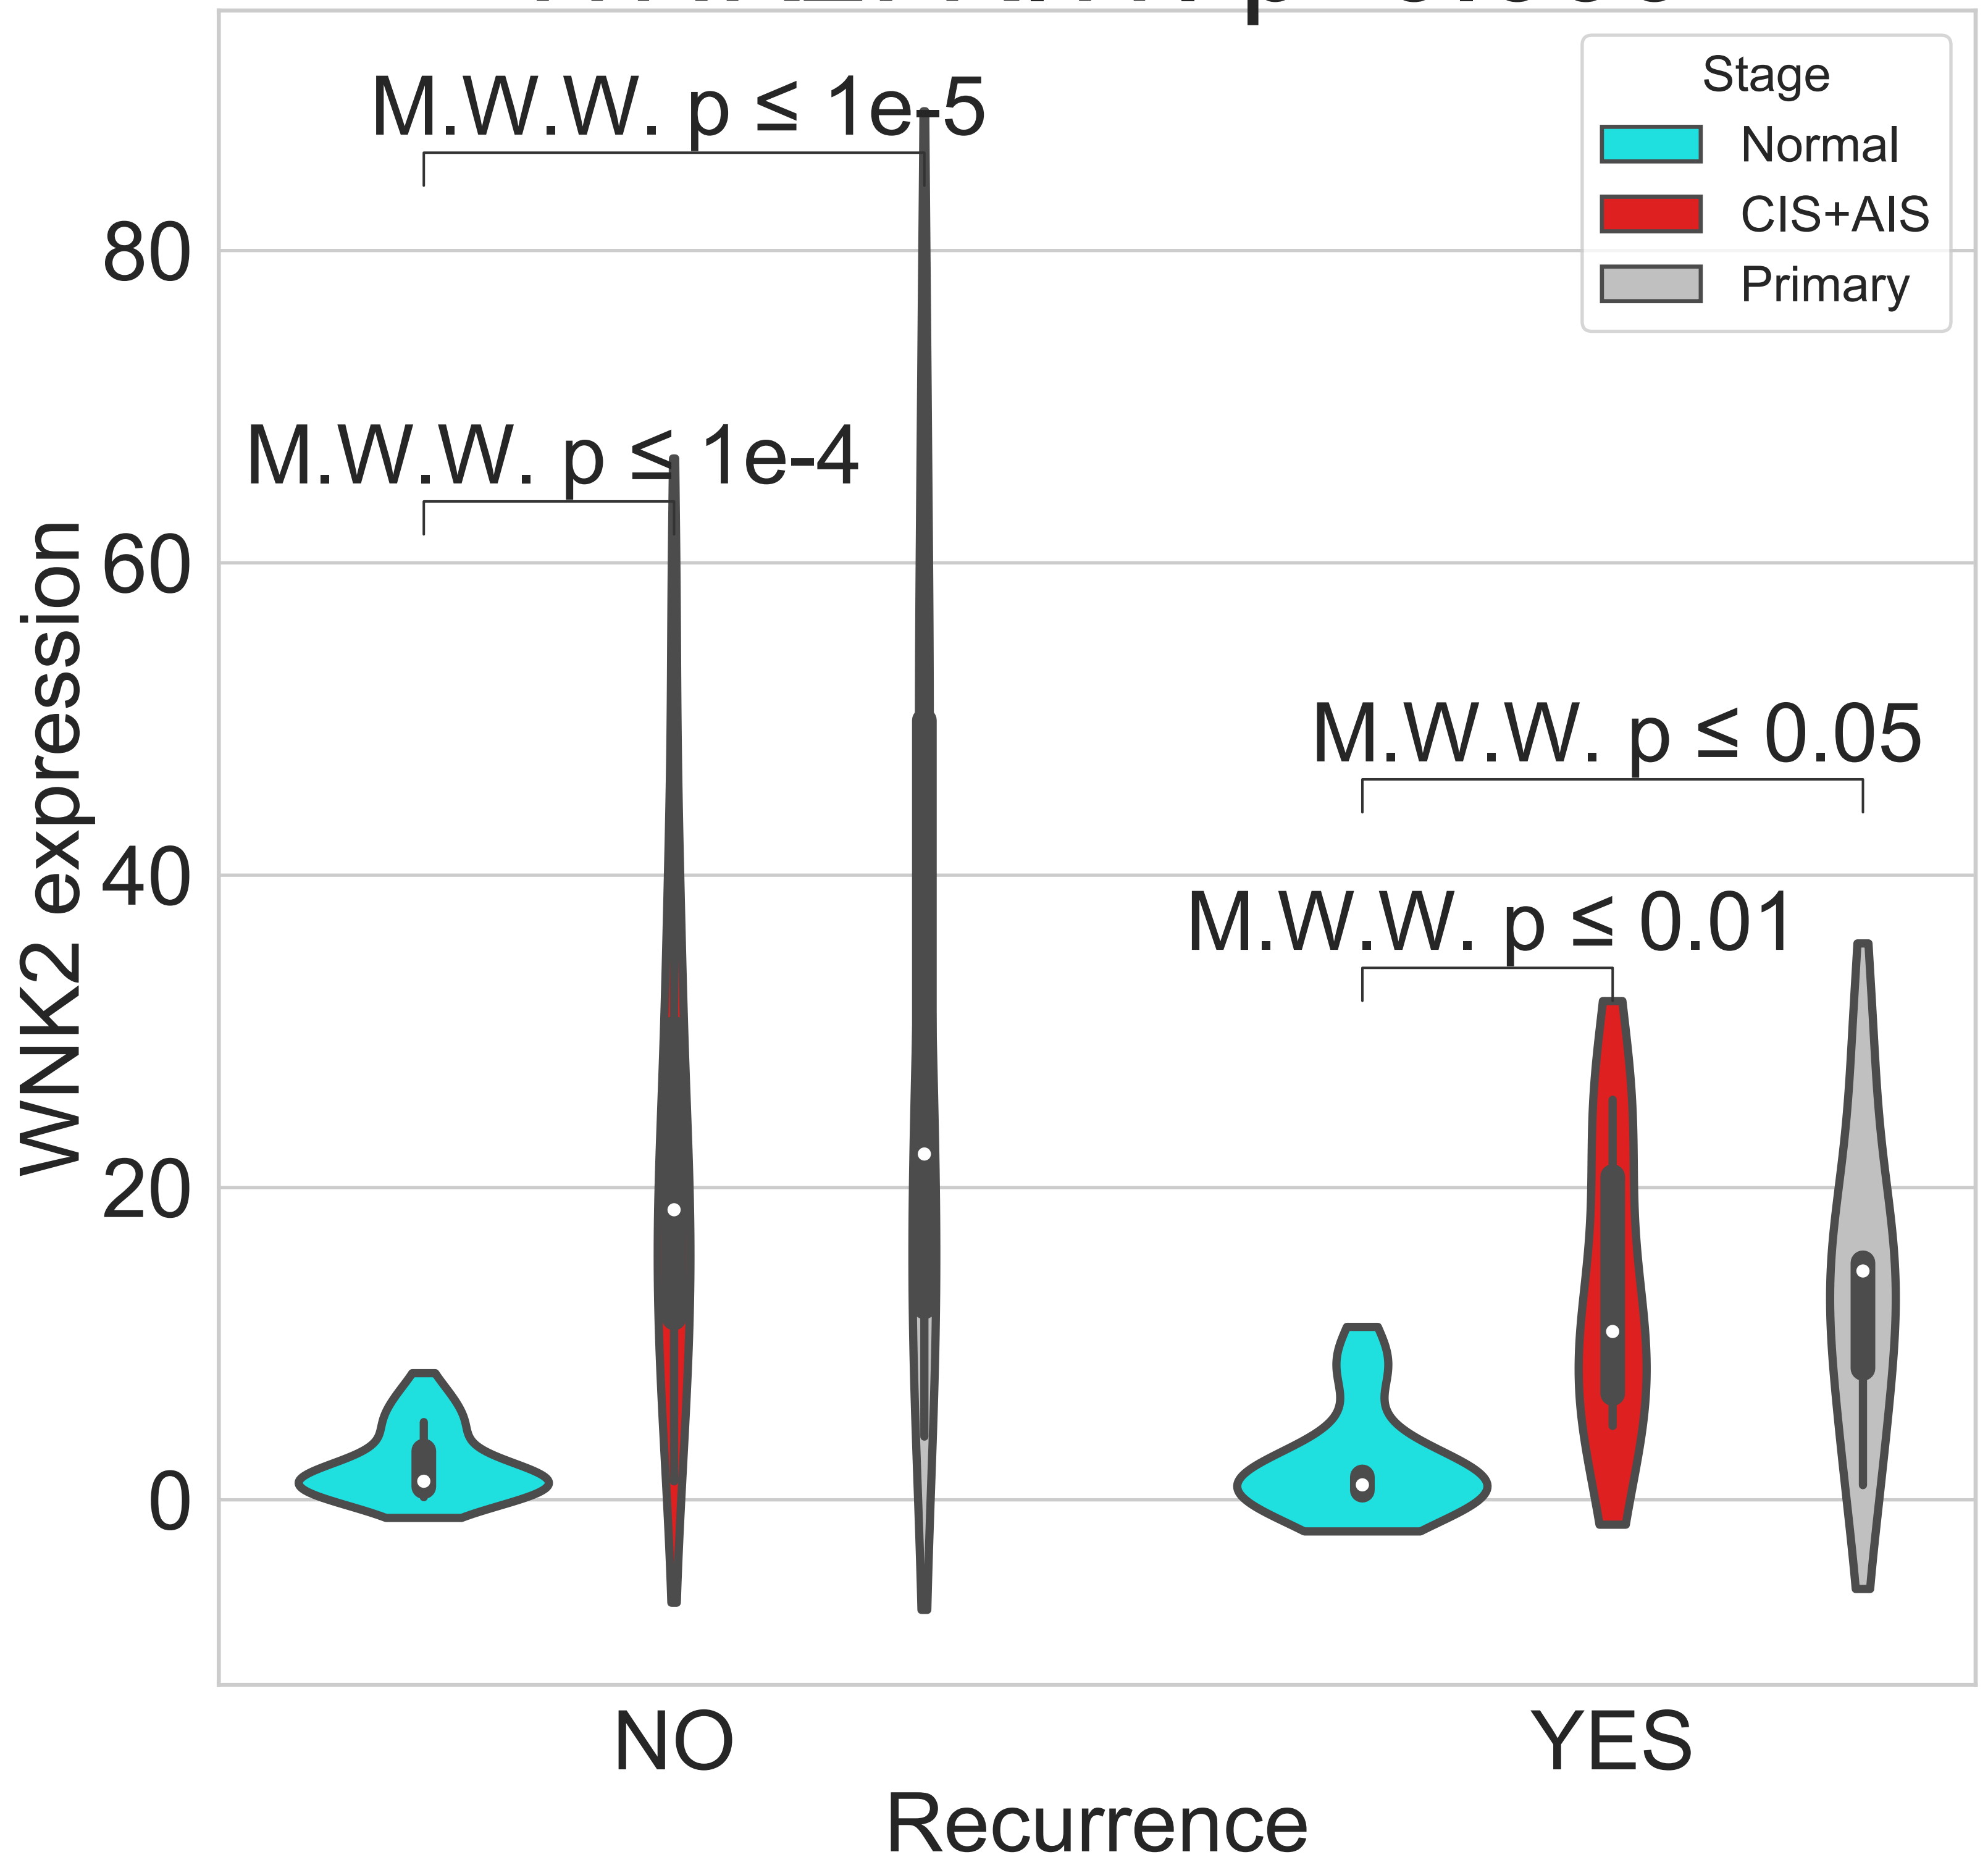 M.W.W. p ≤ 1e-5
Stage
Normal
CIS+AIS
Primary
80
M.W.W. p ≤ 1e-4
60
WNK2 expression
M.W.W. p ≤ 0.05
40
M.W.W. p ≤ 0.01
20
0
NO
YES
Recurrence